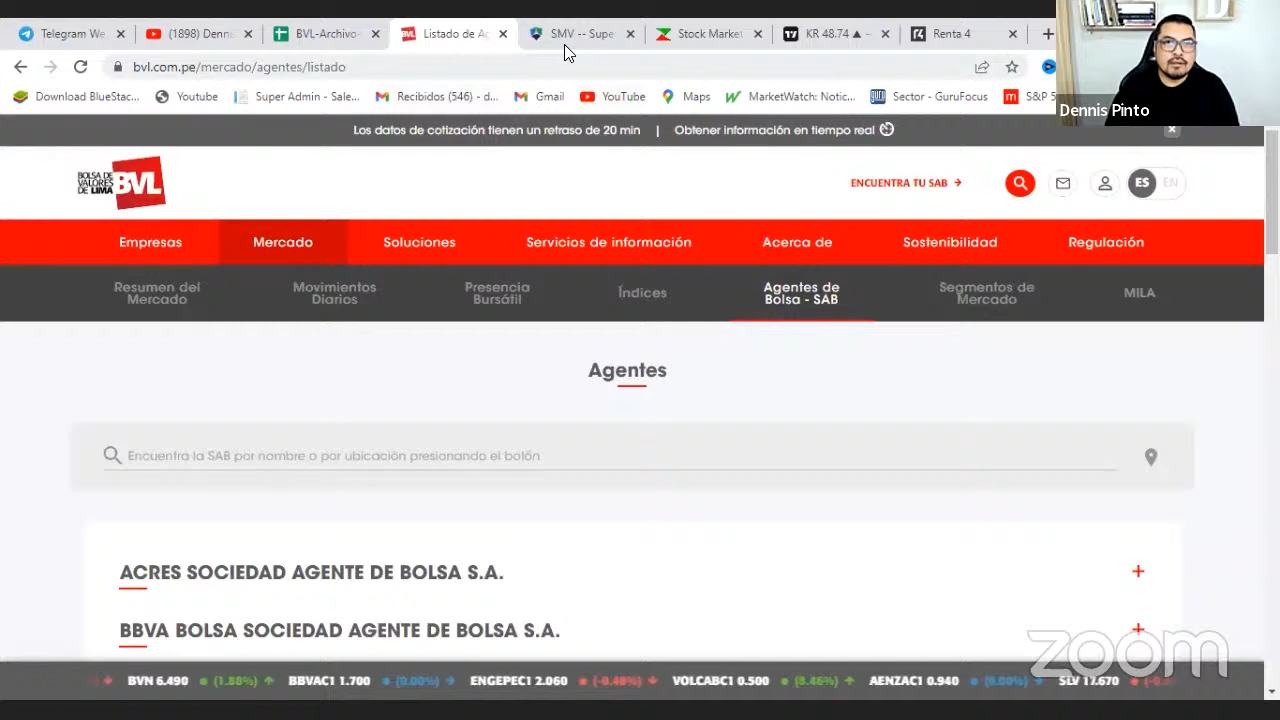 Telegram We
(1898) Denn
BVL-Archivo
Listado de A
SMV -- Supe
Stock Market
KR 48.74 ▲ −
Renta 4
bvl.com.pe/mercado/agentes/listado
Download BlueStac...
Youtube
Super Admin - Sale...
Recibidos (546) - d...
Gmail
YouTube
Maps
MarketWatch: Notic...
Sector - GuruFocus
S&P 5
Dennis Pinto
Los datos de cotización tienen un retraso de 20 min | Obtener información en tiempo real
BOLSA DE
VALORES
DE LIMA
BVL
ENCUENTRA TU SAB
ES EN
Empresas Mercado Soluciones Servicios de información Acerca de Sostenibilidad Regulación
Resumen del
Mercado
Movimientos
Diarios
Presencia
Bursátil
Índices
Agentes de
Bolsa - SAB
Segmentos de
Mercado
MILA
Agentes
Encuentra la SAB por nombre o por ubicación presionando el botón
ACRES SOCIEDAD AGENTE DE BOLSA S.A.
BBVA BOLSA SOCIEDAD AGENTE DE BOLSA S.A.
zoom
BVN 6.490 (1.88%) BBVAC1 1.700 (0.00%) ENGEPEC1 2.060 (-0.48%) VOLCABC1 0.500 (8.46%) AENZAC1 0.940 (0.00%) SLV 17.670